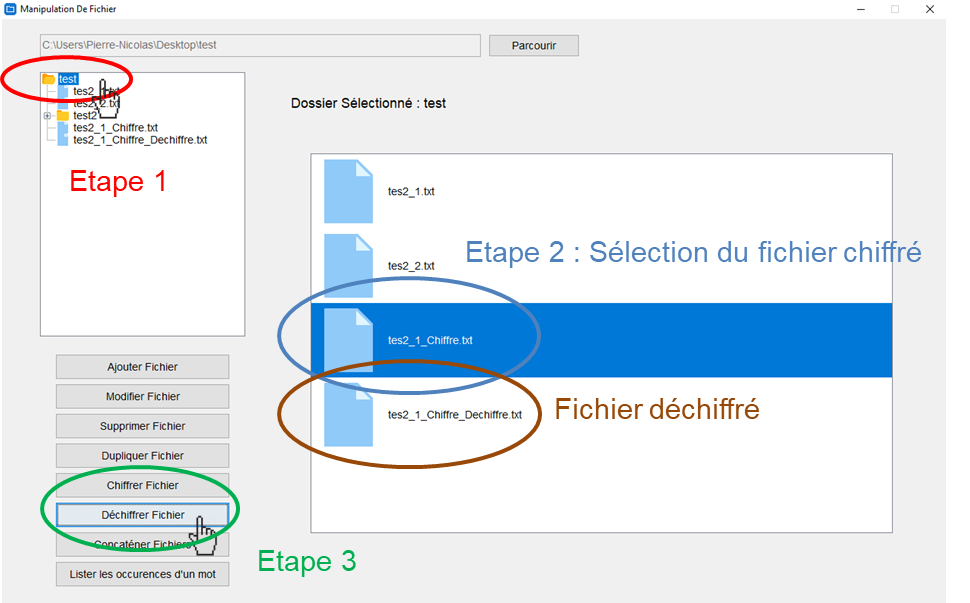 Manipulation De Fichier
C:\Users\Pierre-Nicolas\Desktop\test
Parcourir
test
tes2_1.txt
tes2_2.txt
test2
tes2_1_Chiffre.txt
tes2_1_Chiffre_Dechiffre.txt
Etape 1
Dossier Sélectionné : test
tes2_1.txt
tes2_2.txt
Etape 2 : Sélection du fichier chiffré
tes2_1_Chiffre.txt
tes2_1_Chiffre_Dechiffre.txt
Fichier déchiffré
Ajouter Fichier
Modifier Fichier
Supprimer Fichier
Dupliquer Fichier
Chiffrer Fichier
Déchiffrer Fichier
Concaténer Fichiers
Etape 3
Lister les occurences d'un mot